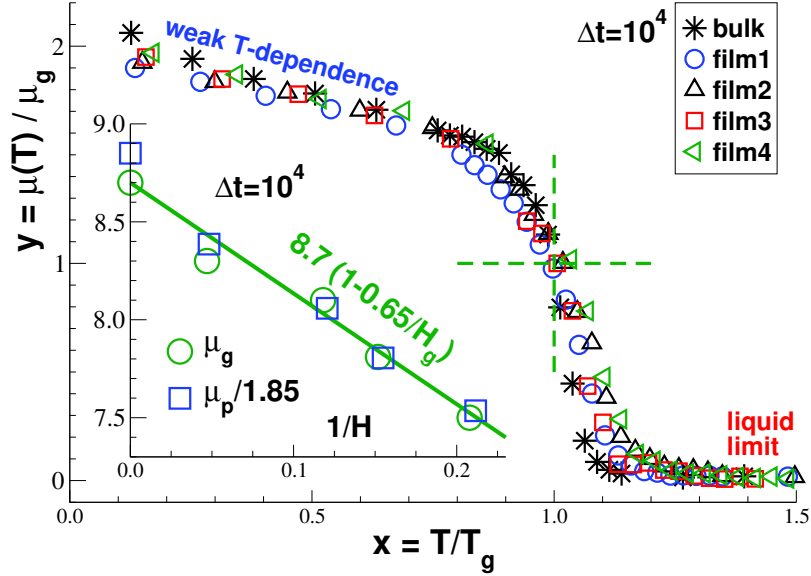 weak T-dependence
Δt=10⁴
bulk
film1
film2
film3
film4
2
1
0
y = μ(T) / μg
9.0
8.5
8.0
7.5
Δt=10⁴
8.7 (1-0.65/Hg)
μg
μp/1.85
1/H
0.0
0.1
0.2
liquid
limit
0.0
0.5
1.0
1.5
x = T/Tg